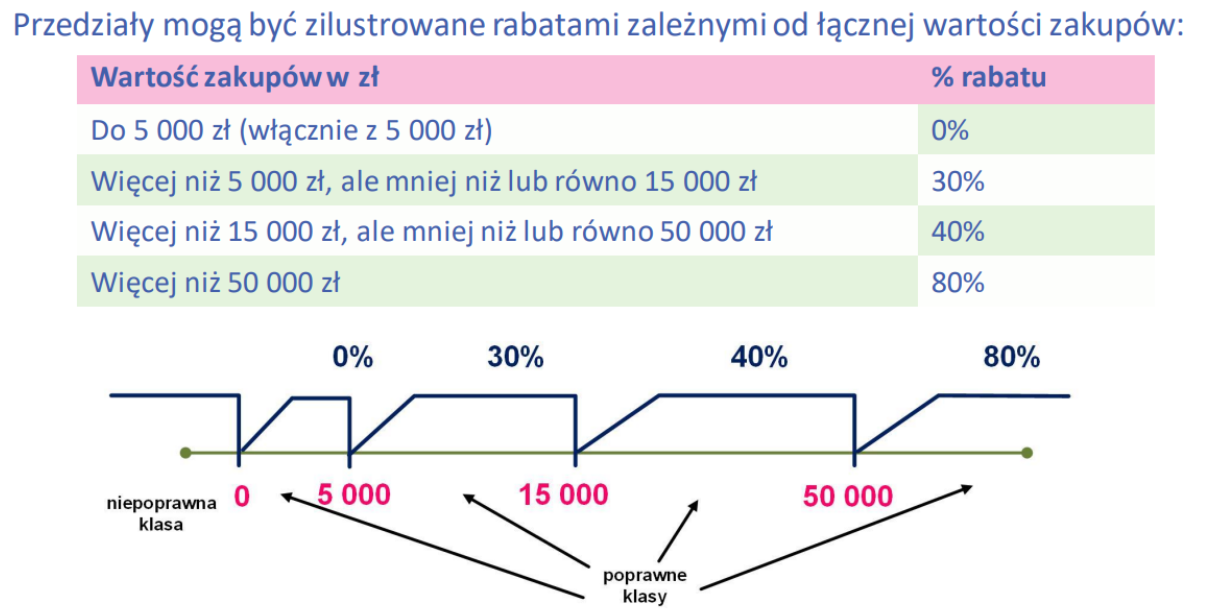 Przedziały mogą być zilustrowane rabatami zależnymi od łącznej wartości zakupów:
Wartość zakupów w zł % rabatu
Do 5 000 zł (włącznie z 5 000 zł) 0%
Więcej niż 5 000 zł, ale mniej niż lub równo 15 000 zł 30%
Więcej niż 15 000 zł, ale mniej niż lub równo 50 000 zł 40%
Więcej niż 50 000 zł 80%
0% 30% 40% 80%
niepoprawna klasa
0 5 000 15 000 50 000
poprawne
klasy